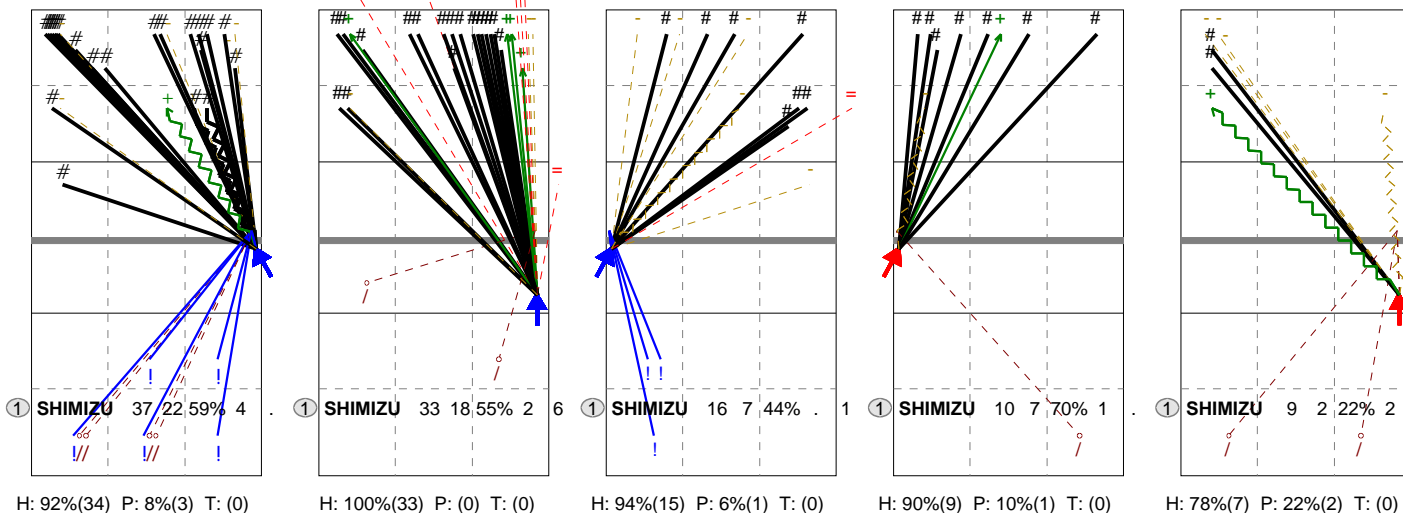 1 SHIMIZU 37 22 59% 4 .
1 SHIMIZU 33 18 55% 2 6
1 SHIMIZU 16 7 44% . 1
1 SHIMIZU 10 7 70% 1 .
1 SHIMIZU 9 2 22% 2
H: 92%(34) P: 8%(3) T: (0)
H: 100%(33) P: (0) T: (0)
H: 94%(15) P: 6%(1) T: (0)
H: 90%(9) P: 10%(1) T: (0)
H: 78%(7) P: 22%(2) T: (0)